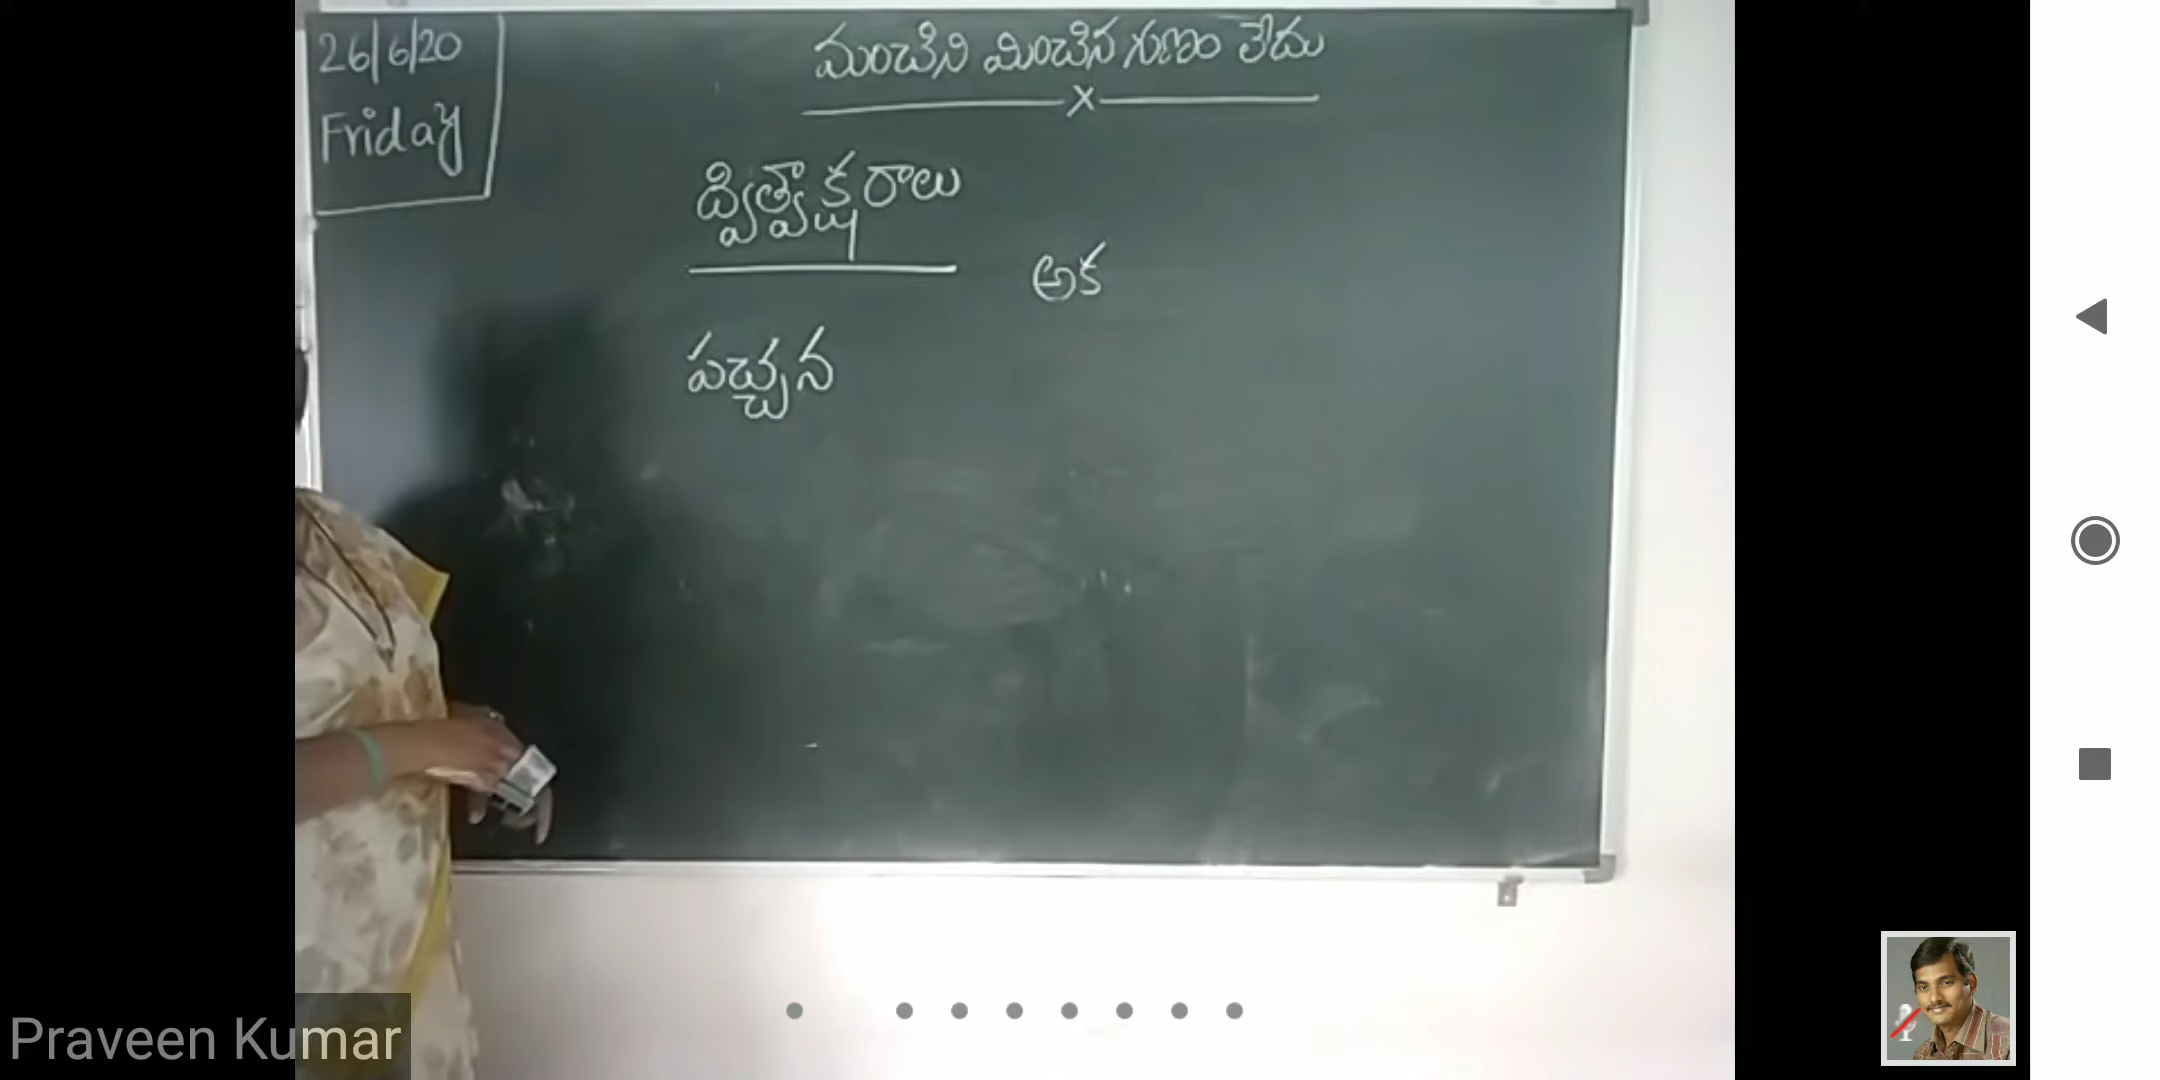 26/6/20
Friday
మంచికిని మించిన గుణం లేదు
x
ద్విత్వాక్షరాలు
అక
పచ్చన
Praveen Kumar